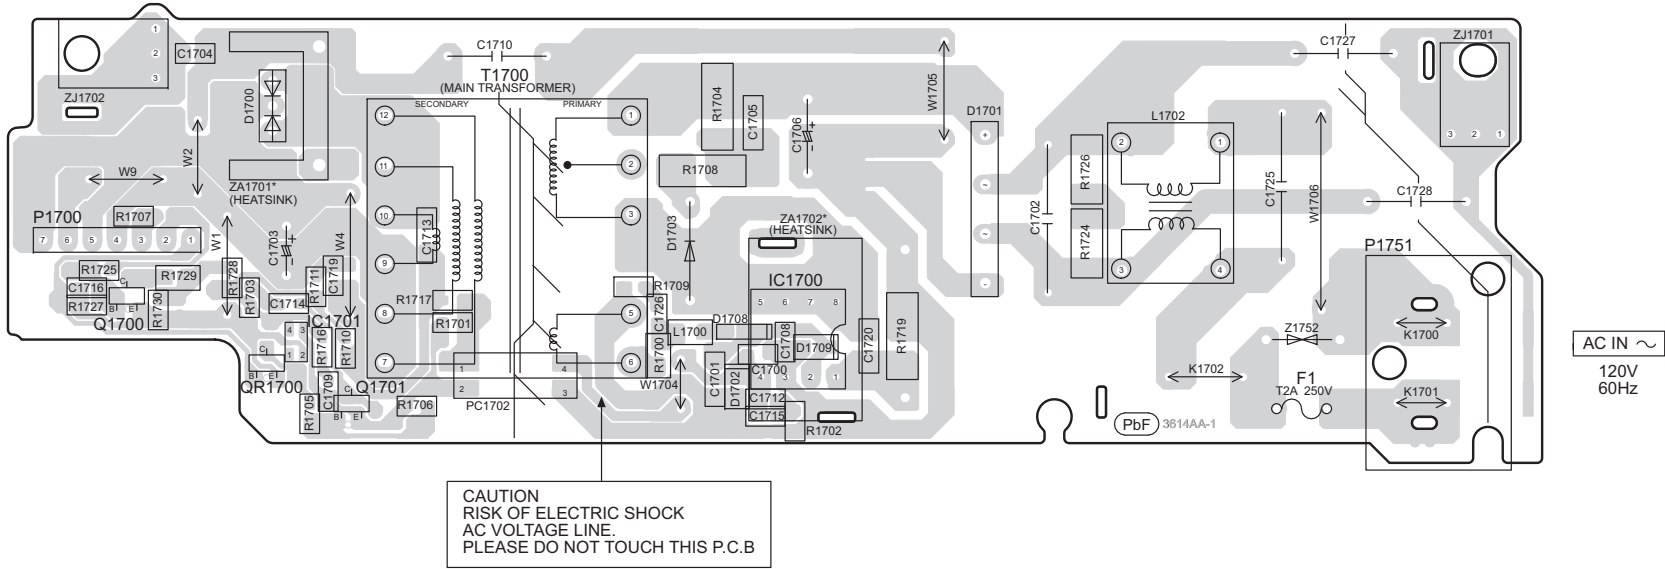 C1710
T1700
(MAIN TRANSFORMER)
SECONDARY
PRIMARY
C1727
ZJ1701
1
2
3
C1704
ZJ1702
D1700
W2
W9
ZA1701*
(HEATSINK)
12
11
10
9
8
7
1
2
3
5
6
R1704
C1705
C1706
+
-
R1708
W1705
D1701
+
~
~
-
C1702
R1726
R1724
L1702
2
1
3
4
C1725
W1706
C1728
3 2 1
P1700
R1707
7 6 5 4 3 2 1
W1
C1703
+
-
W4
C1713
D1703
ZA1702*
(HEATSINK)
P1751
R1725
C1716
R1727
C
B E
Q1700
R1729
R1730
R1728
R1703
C1714
R1711
C1719
IC1701
4 3
1 2
R1716
R1710
R1717
R1701
R1709
C1726
R1700
L1700
D1708
IC1700
5 6 7 8
C1708
D1709
C1700
4 3 2 1
C1720
R1719
Z1752
K1700
C
B E
QR1700
C1709
R1705
Q1701
C
B E
R1706
1
2
4
3
PC1702
W1704
C1701
D1702
C1712
C1715
R1702
K1702
F1
T2A 250V
K1701
PbF
3614AA-1
AC IN ~
120V
60Hz
CAUTION
RISK OF ELECTRIC SHOCK
AC VOLTAGE LINE.
PLEASE DO NOT TOUCH THIS P.C.B